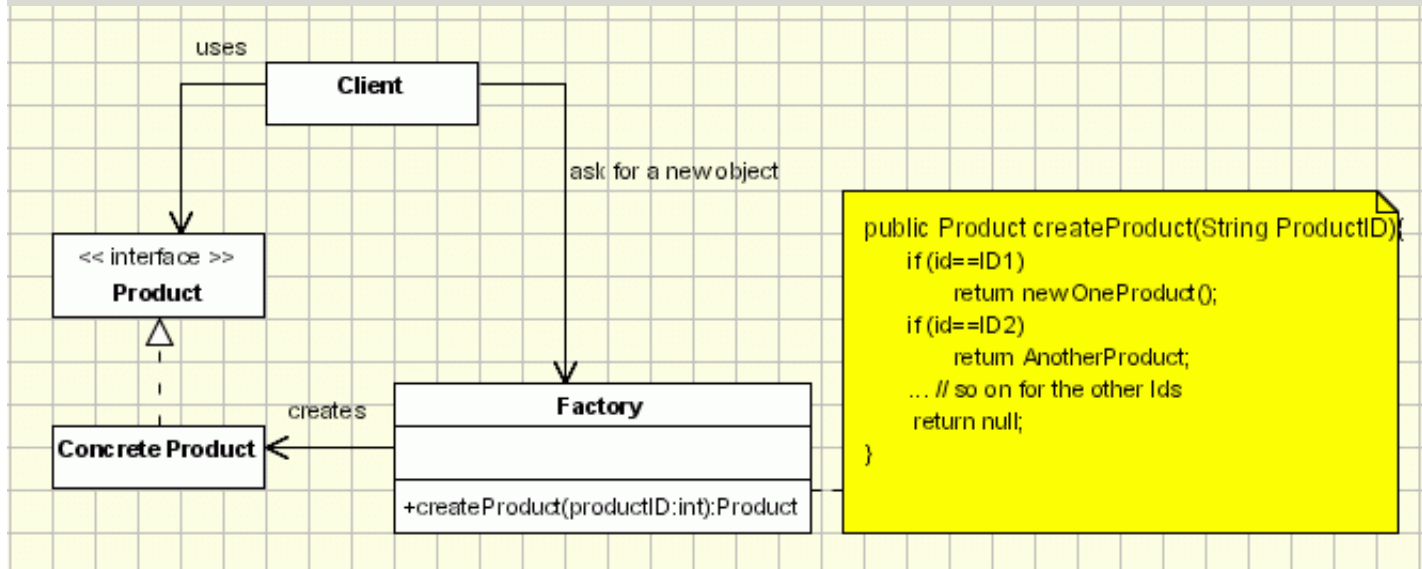 uses
Client
ask for a new object
<< interface >>
Product
creates
Concrete Product
Factory
+createProduct(productID:int):Product
public Product createProduct(String ProductID){
if (id==ID1)
return new OneProduct();
if (id==ID2)
return AnotherProduct;
... // so on for the other Ids
return null;
}